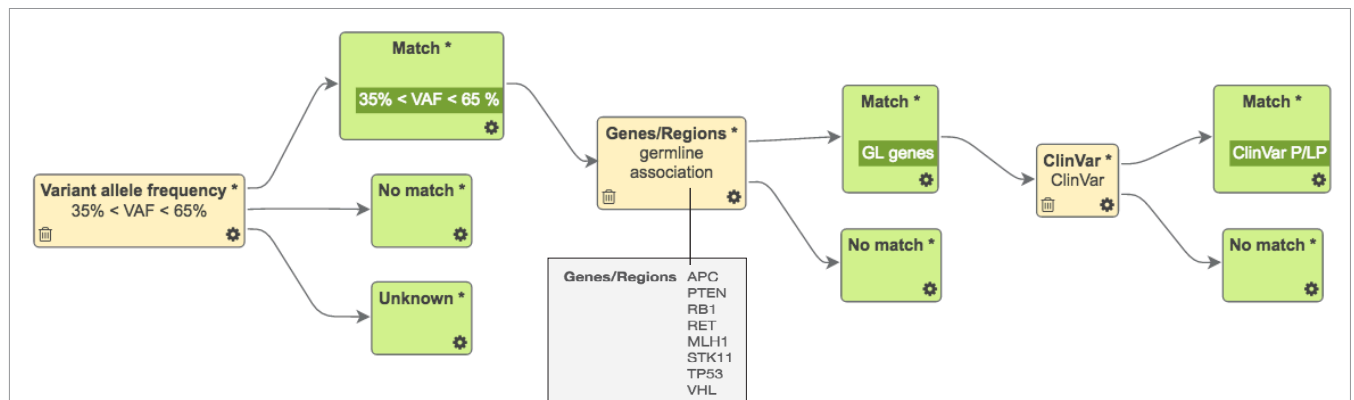 Variant allele frequency *
35% < VAF < 65%
Match *
35% < VAF < 65 %
No match *
Unknown *
Genes/Regions *
germline
association
Genes/Regions APC
PTEN
RB1
RET
MLH1
STK11
TP53
VHL
Match *
GL genes
No match *
ClinVar *
ClinVar
Match *
ClinVar P/LP
No match *